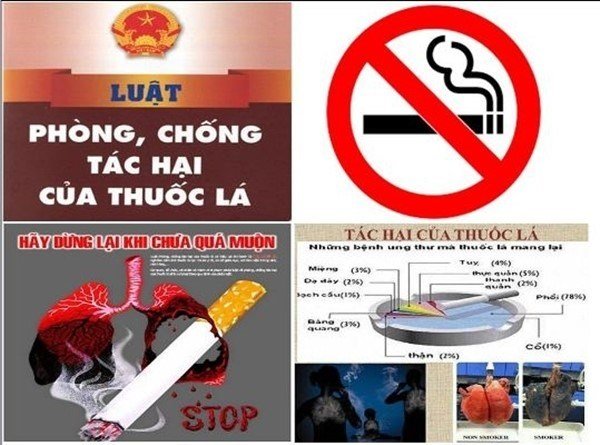 LUẬT
PHÒNG, CHỐNG
TÁC HẠI
CỦA THUỐC LÁ
HÃY DỪNG LẠI KHI CHƯA QUÁ MUỘN
STOP
TÁC HẠI CỦA THUỐC LÁ
Những bệnh ung thư mà thuốc lá mang lại
Tuỵ (4%)
Miệng (3%)
thực quản (5%)
Dạ dày (2%)
thanh quản (2%)
bạch cầu (1%)
Phổi (78%)
Bàng quang (3%)
Cổ (1%)
thận (2%)
NON SMOKER
SMOKER